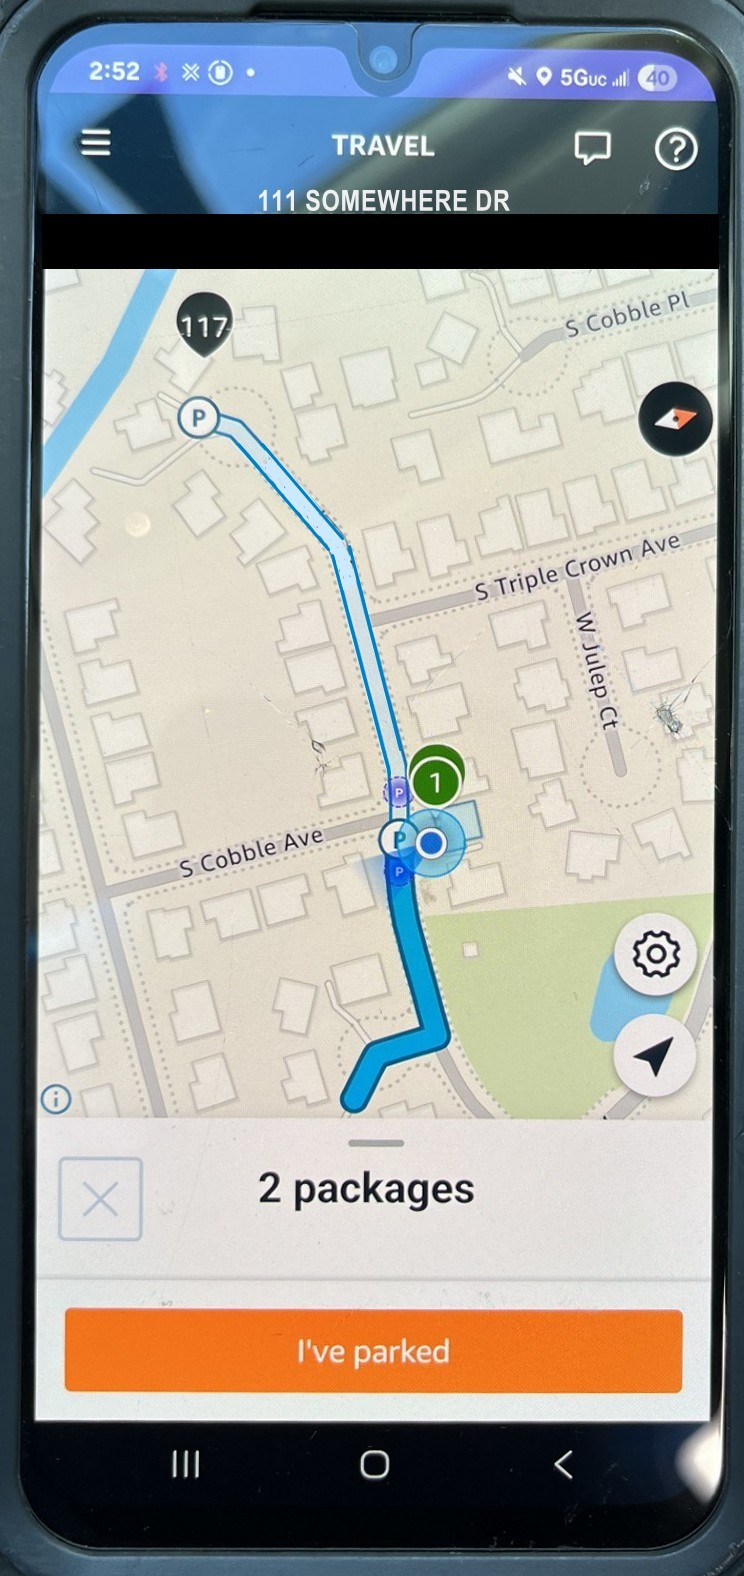 2:52
5GUC
40
TRAVEL
?
111 SOMEWHERE DR
117
S Cobble Pl
P
S Triple Crown Ave
W Julep Ct
1
P
P
S Cobble Ave
P
i
2 packages
I've parked